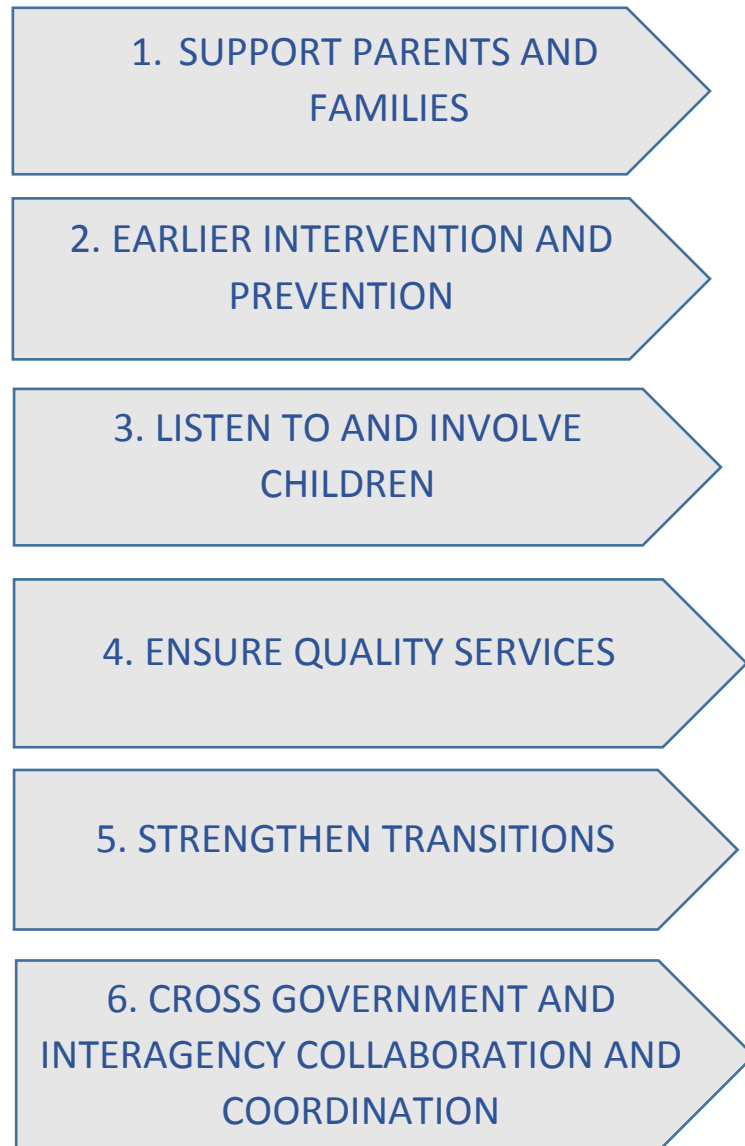 1. SUPPORT PARENTS AND
FAMILIES
2. EARLIER INTERVENTION AND
PREVENTION
3. LISTEN TO AND INVOLVE
CHILDREN
4. ENSURE QUALITY SERVICES
5. STRENGTHEN TRANSITIONS
6. CROSS GOVERNMENT AND
INTERAGENCY COLLABORATION AND
COORDINATION